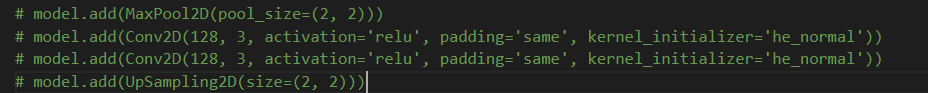 # model.add(MaxPool2D(pool_size=(2, 2)))
# model.add(Conv2D(128, 3, activation='relu', padding='same', kernel_initializer='he_normal'))
# model.add(Conv2D(128, 3, activation='relu', padding='same', kernel_initializer='he_normal'))
# model.add(UpSampling2D(size=(2, 2)))